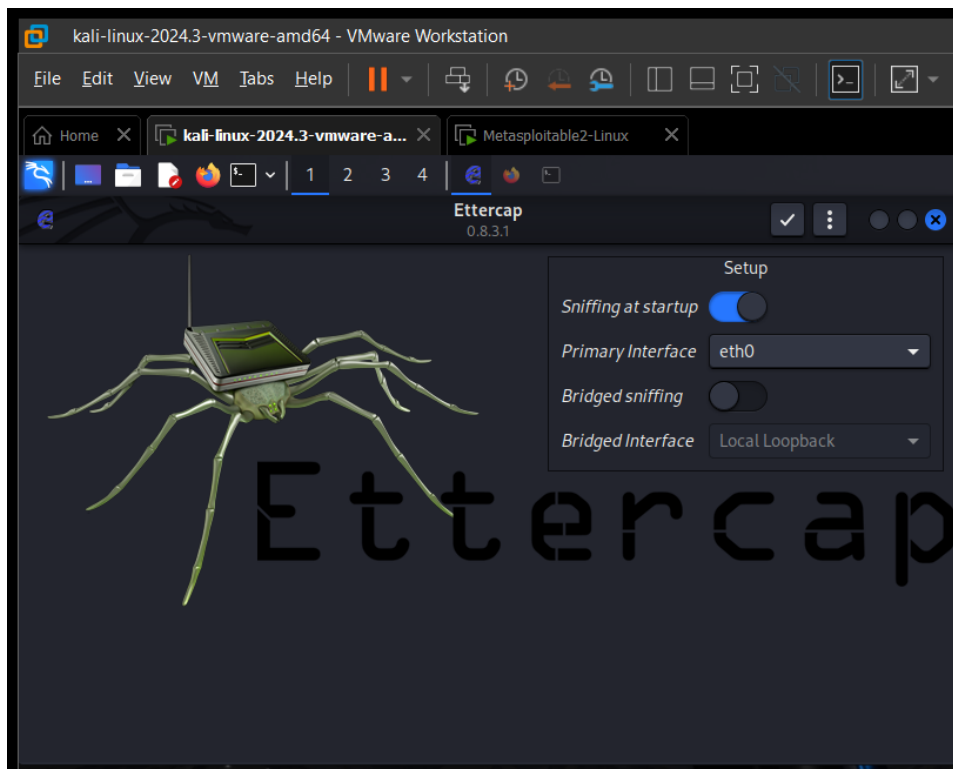 kali-linux-2024.3-vmware-amd64 - VMware Workstation
File Edit View VM Tabs Help
Home kali-linux-2024.3-vmware-a... Metasploitable2-Linux
1 2 3 4
Ettercap
0.8.3.1
Setup
Sniffing at startup
Primary Interface eth0
Bridged sniffing
Bridged Interface Local Loopback
Ettercap